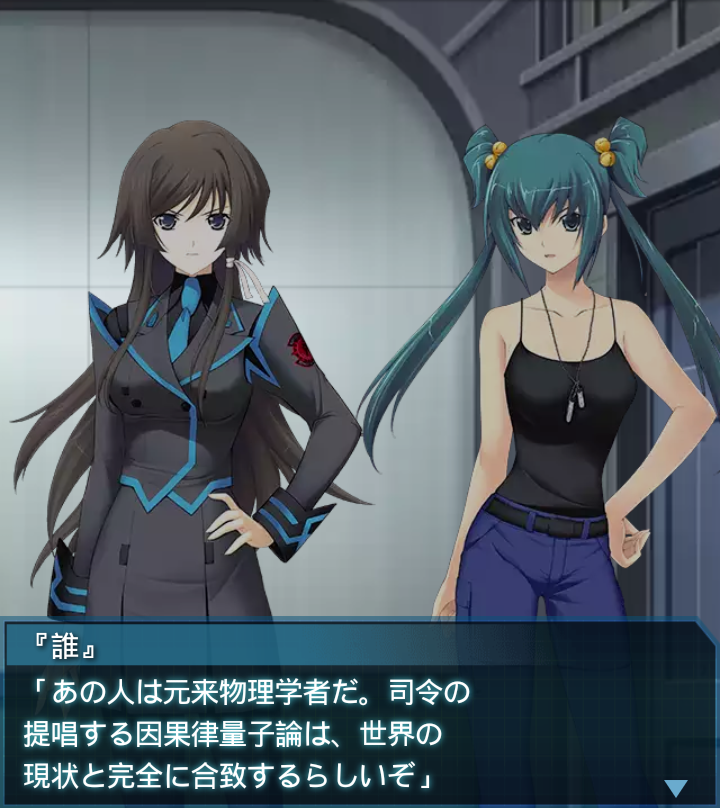 『誰』
「あの人は元来物理学者だ。司令の
提唱する因果律量子論は、世界の
現状と完全に合致するらしいぞ」